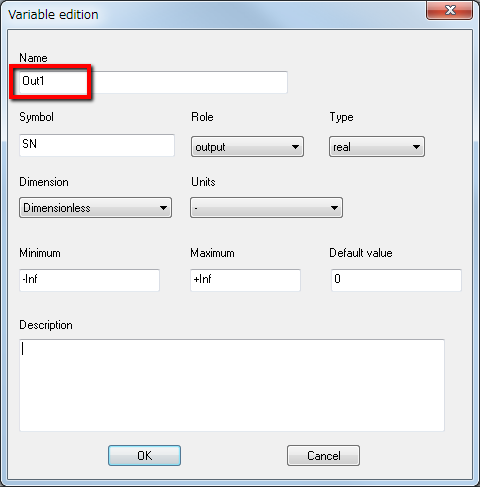 Variable edition
Name
Out1
Symbol Role Type
SN output real
Dimension Units
Dimensionless -
Minimum Maximum Default value
-Inf +Inf 0
Description
OK Cancel